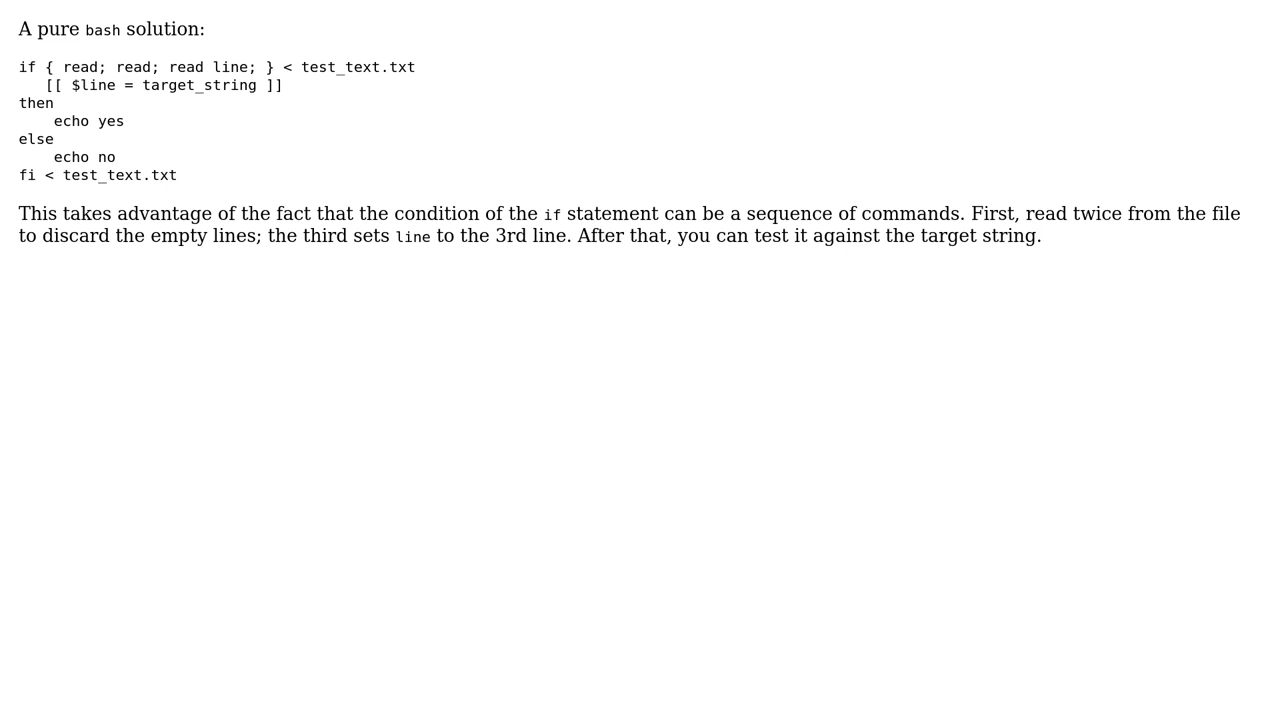 A pure bash solution:
if { read; read; read line; } < test_text.txt
   [[ $line = target_string ]]
then
    echo yes
else
    echo no
fi < test_text.txt
This takes advantage of the fact that the condition of the if statement can be a sequence of commands. First, read twice from the file
to discard the empty lines; the third sets line to the 3rd line. After that, you can test it against the target string.